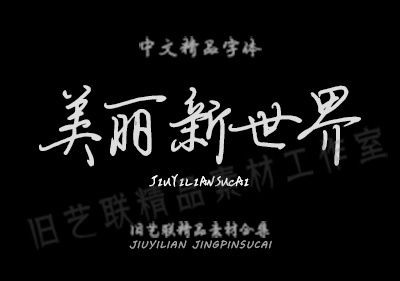 中文精品字体
美丽新世界
JIUYILIANSUCAI
旧艺联精品素材工作室
旧艺联精品素材合集
JIUYILIAN JINGPINSUCAI